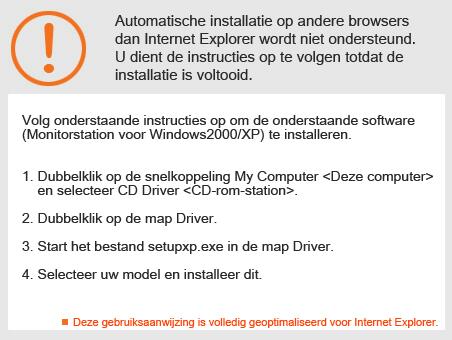 Automatische installatie op andere browsers
dan Internet Explorer wordt niet ondersteund.
U dient de instructies op te volgen totdat de
installatie is voltooid.
Volg onderstaande instructies op om de onderstaande software
(Monitorstation voor Windows2000/XP) te installeren.
1. Dubbelklik op de snelkoppeling My Computer <Deze computer>
en selecteer CD Driver <CD-rom-station>.
2. Dubbelklik op de map Driver.
3. Start het bestand setupxp.exe in de map Driver.
4. Selecteer uw model en installeer dit.
Deze gebruiksaanwijzing is volledig geoptimaliseerd voor Internet Explorer.